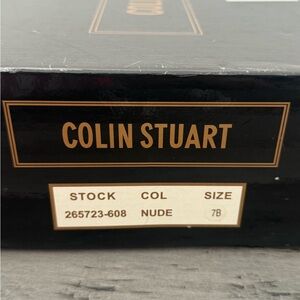 COLIN STUART
STOCK COL SIZE
265723-608 NUDE 7B